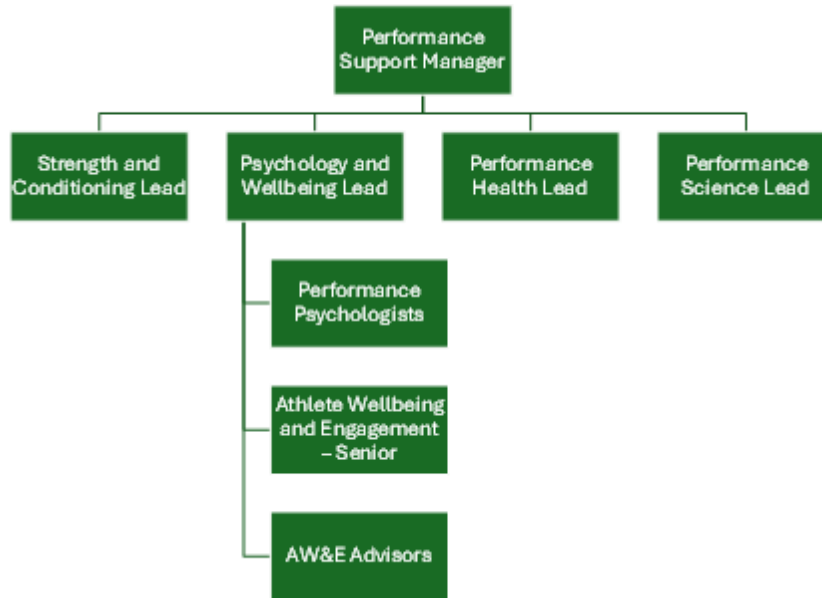 Performance
Support Manager
Strength and
Conditioning Lead
Psychology and
Wellbeing Lead
Performance
Health Lead
Performance
Science Lead
Performance
Psychologists
Athlete Wellbeing
and Engagement
– Senior
AW&E Advisors